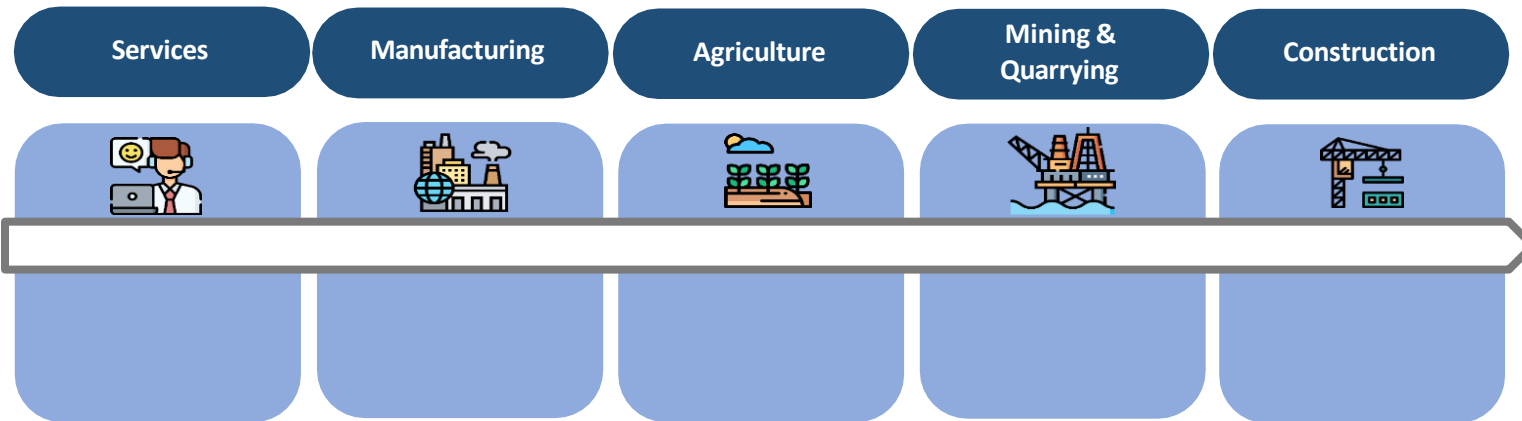 Services
Manufacturing
Agriculture
Mining &
Quarrying
Construction